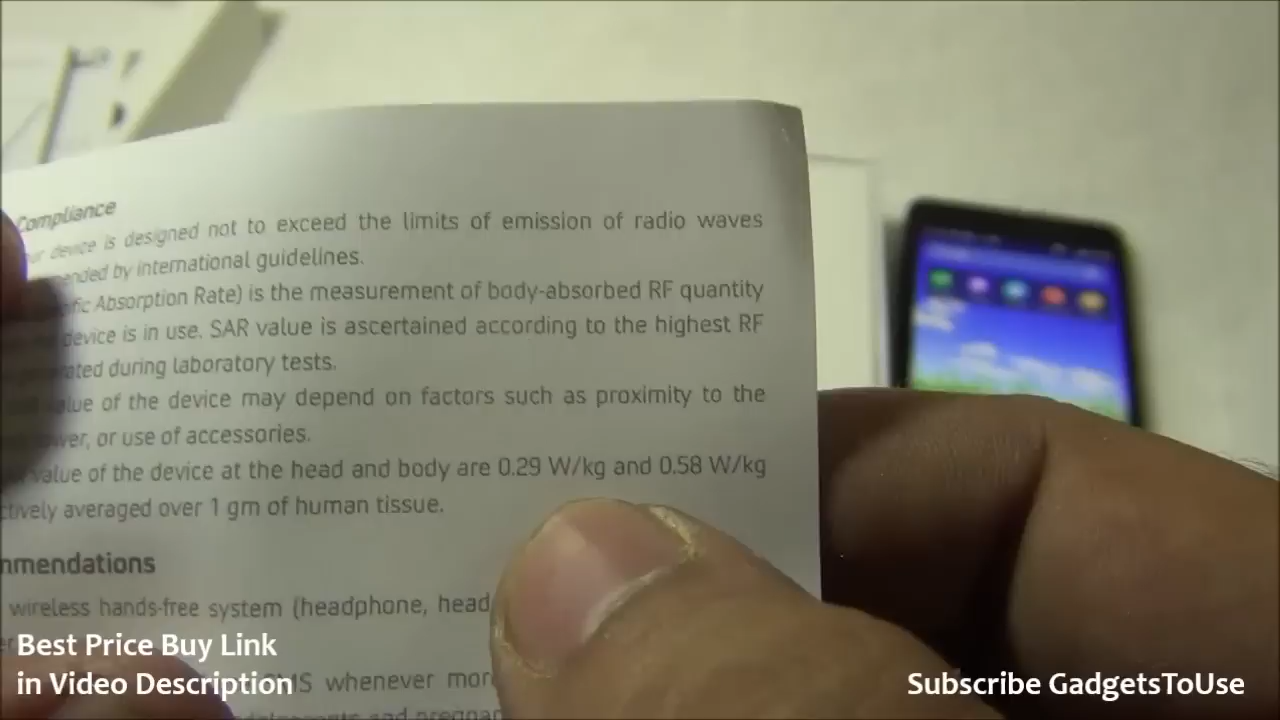 Compliance
device is designed not to exceed the limits of emission of radio waves
by international guidelines.
Absorption Rate) is the measurement of body-absorbed RF quantity
device is in use. SAR value is ascertained according to the highest RF
during laboratory tests.
of the device may depend on factors such as proximity to the
or use of accessories.
value of the device at the head and body are 0.29 W/kg and 0.58 W/kg
averaged over 1 gm of human tissue.
wireless hands-free system (headphone,
whenever
Best Price Buy Link
in Video Description
Subscribe GadgetsToUse